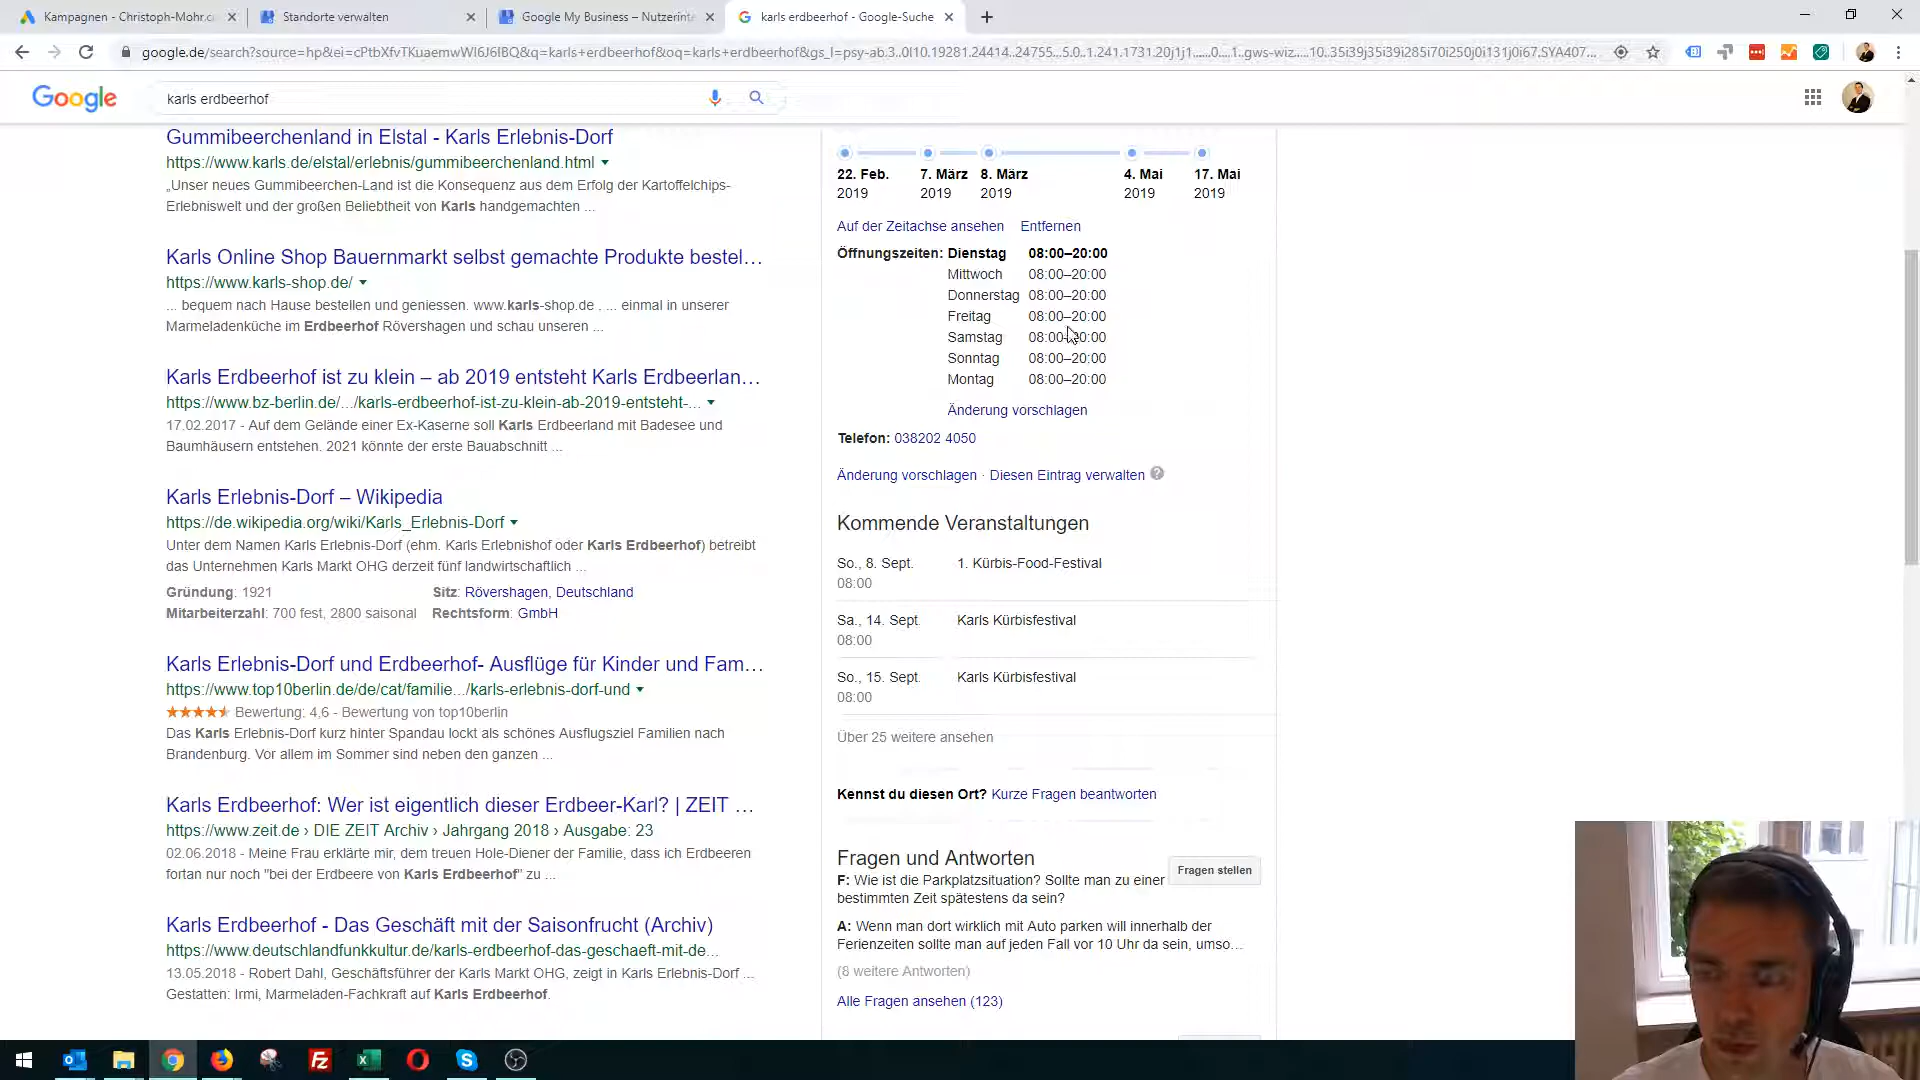 Kampagnen - Christoph-Mohr.c
Standorte verwalten
Google My Business – Nutzerinte
karls erdbeerhof - Google-Suche
google.de/search?source=hp&ei=cPtbXfvTKuaemwWl6J6IBQ&q=karls+erdbeerhof&oq=karls+erdbeerhof&gs_l=psy-ab.3..0l10.19281.24414..24755...5.0..1.241.1731.20j1j1......0....1..gws-wiz.....10..35i39j35i39i285i70i250j0i131j0i67.SYA407...
Google
karls erdbeerhof
Gummibeerchenland in Elstal - Karls Erlebnis-Dorf
https://www.karls.de/elstal/erlebnis/gummibeerchenland.html
„Unser neues Gummibeerchen-Land ist die Konsequenz aus dem Erfolg der Kartoffelchips-
Erlebniswelt und der großen Beliebtheit von Karls handgemachten ...
Karls Online Shop Bauernmarkt selbst gemachte Produkte bestel...
https://www.karls-shop.de/
... bequem nach Hause bestellen und geniessen. www.karls-shop.de . ... einmal in unserer
Marmeladenküche im Erdbeerhof Rövershagen und schau unseren ...
Karls Erdbeerhof ist zu klein – ab 2019 entsteht Karls Erdbeerlan...
https://www.bz-berlin.de/.../karls-erdbeerhof-ist-zu-klein-ab-2019-entsteht-...
17.02.2017 - Auf dem Gelände einer Ex-Kaserne soll Karls Erdbeerland mit Badesee und
Baumhäusern entstehen. 2021 könnte der erste Bauabschnitt ...
Karls Erlebnis-Dorf – Wikipedia
https://de.wikipedia.org/wiki/Karls_Erlebnis-Dorf
Unter dem Namen Karls Erlebnis-Dorf (ehm. Karls Erlebnishof oder Karls Erdbeerhof) betreibt
das Unternehmen Karls Markt OHG derzeit fünf landwirtschaftlich ...
Gründung: 1921 Sitz: Rövershagen, Deutschland
Mitarbeiterzahl: 700 fest, 2800 saisonal Rechtsform: GmbH
Karls Erlebnis-Dorf und Erdbeerhof- Ausflüge für Kinder und Fam...
https://www.top10berlin.de/de/cat/familie.../karls-erlebnis-dorf-und
Bewertung: 4,6 - Bewertung von top10berlin
Das Karls Erlebnis-Dorf kurz hinter Spandau lockt als schönes Ausflugsziel Familien nach
Brandenburg. Vor allem im Sommer sind neben den ganzen ...
Karls Erdbeerhof: Wer ist eigentlich dieser Erdbeer-Karl? | ZEIT ...
https://www.zeit.de › DIE ZEIT Archiv › Jahrgang 2018 › Ausgabe: 23
02.06.2018 - Meine Frau erklärte mir, dem treuen Hole-Diener der Familie, dass ich Erdbeeren
fortan nur noch "bei der Erdbeere von Karls Erdbeerhof" zu ...
Karls Erdbeerhof - Das Geschäft mit der Saisonfrucht (Archiv)
https://www.deutschlandfunkkultur.de/karls-erdbeerhof-das-geschaeft-mit-de...
13.05.2018 - Robert Dahl, Geschäftsführer der Karls Markt OHG, zeigt in Karls Erlebnis-Dorf ...
Gestatten: Irmi, Marmeladen-Fachkraft auf Karls Erdbeerhof.
22. Feb. 7. März 8. März 4. Mai 17. Mai
2019 2019 2019 2019 2019
Auf der Zeitachse ansehen Entfernen
Öffnungszeiten: Dienstag 08:00–20:00
Mittwoch 08:00–20:00
Donnerstag 08:00–20:00
Freitag 08:00–20:00
Samstag 08:00–20:00
Sonntag 08:00–20:00
Montag 08:00–20:00
Änderung vorschlagen
Telefon: 038202 4050
Änderung vorschlagen · Diesen Eintrag verwalten ?
Kommende Veranstaltungen
So., 8. Sept. 1. Kürbis-Food-Festival
08:00
Sa., 14. Sept. Karls Kürbisfestival
08:00
So., 15. Sept. Karls Kürbisfestival
08:00
Über 25 weitere ansehen
Kennst du diesen Ort? Kurze Fragen beantworten
Fragen und Antworten
Fragen stellen
F: Wie ist die Parkplatzsituation? Sollte man zu einer
bestimmten Zeit spätestens da sein?
A: Wenn man dort wirklich mit Auto parken will innerhalb der
Ferienzeiten sollte man auf jeden Fall vor 10 Uhr da sein, umso...
(8 weitere Antworten)
Alle Fragen ansehen (123)